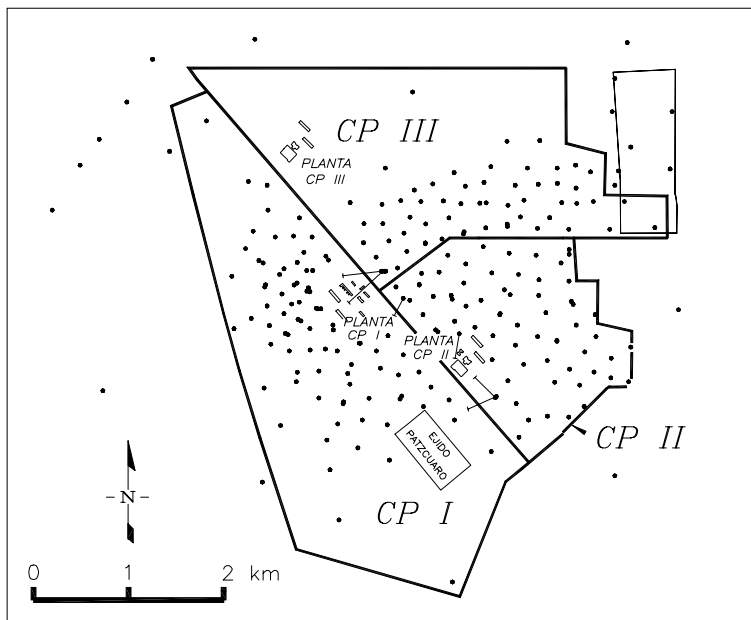 CP III
PLANTA
CP III
PLANTA
CP I
PLANTA
CP II
CP II
EJIDO
PATZCUARO
CP I
-N-
0 1 2 km